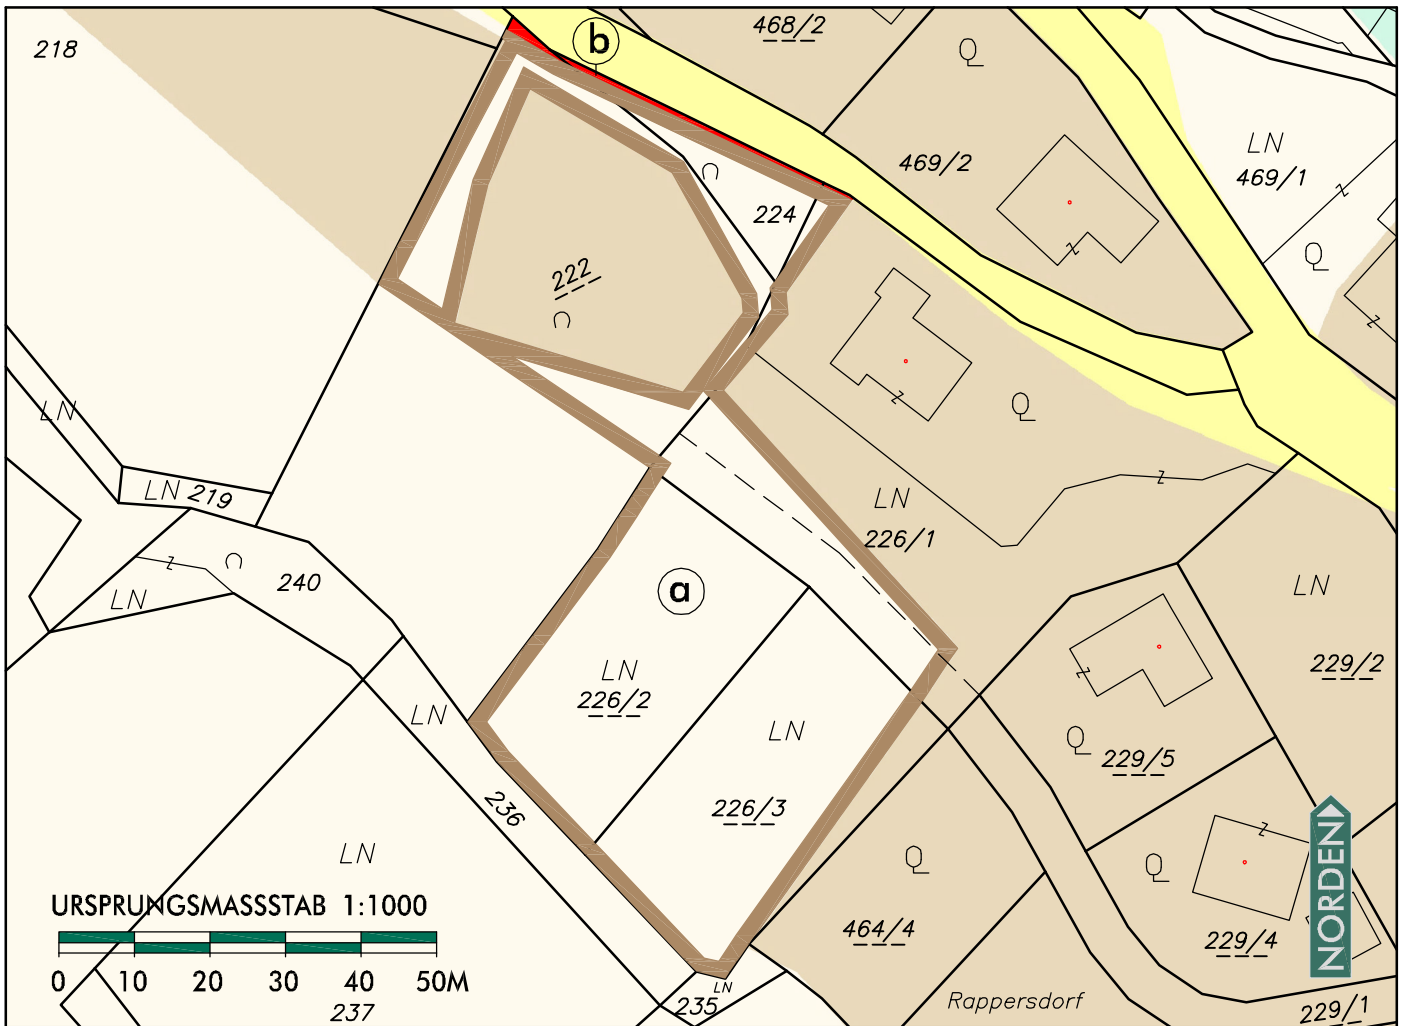 218
b
468/2
469/2
LN
469/1
224
222
LN
LN 219
240
LN
LN
226/1
a
LN
226/2
LN
229/2
LN
226/3
LN
229/5
236
LN
464/4
229/4
NORDEN
URSPRUNGSMASSSTAB 1:1000
0 10 20 30 40 50M
237
LN
235
Rappersdorf
229/1